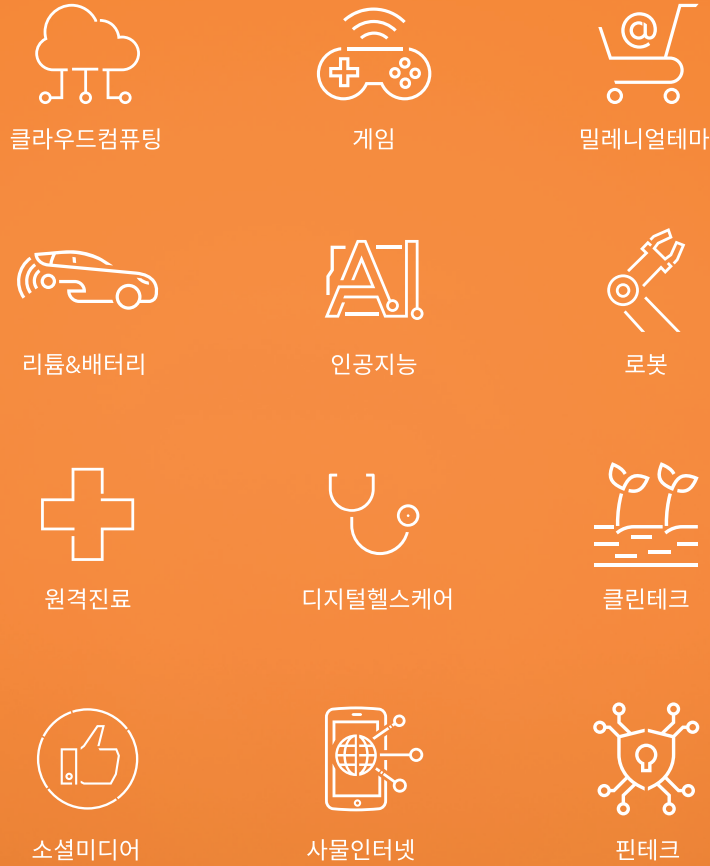 클라우드컴퓨팅
게임
밀레니얼테마
리튬&배터리
인공지능
로봇
원격진료
디지털헬스케어
클린테크
소셜미디어
사물인터넷
핀테크